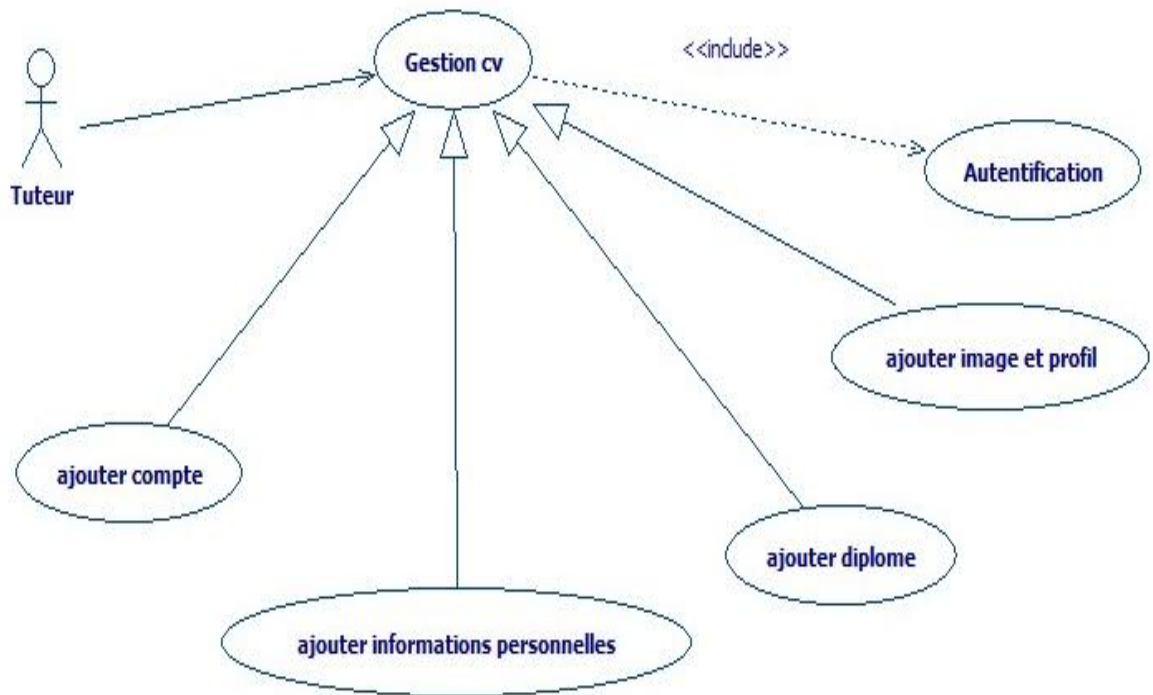 Gestion cv
<<include>>
Tuteur
Autentification
ajouter image et profil
ajouter compte
ajouter diplome
ajouter informations personnelles